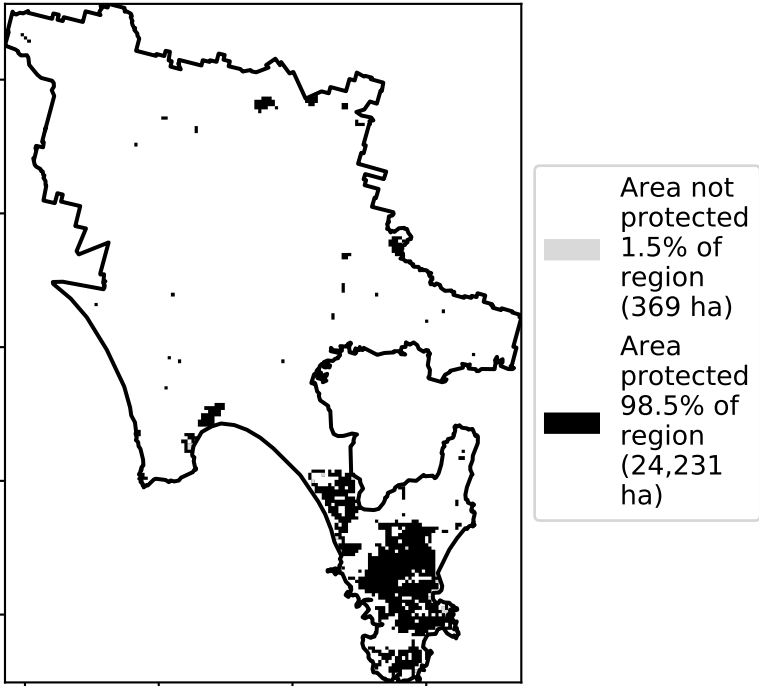 Area not
protected
1.5% of
region
(369 ha)
Area
protected
98.5% of
region
(24,231
ha)